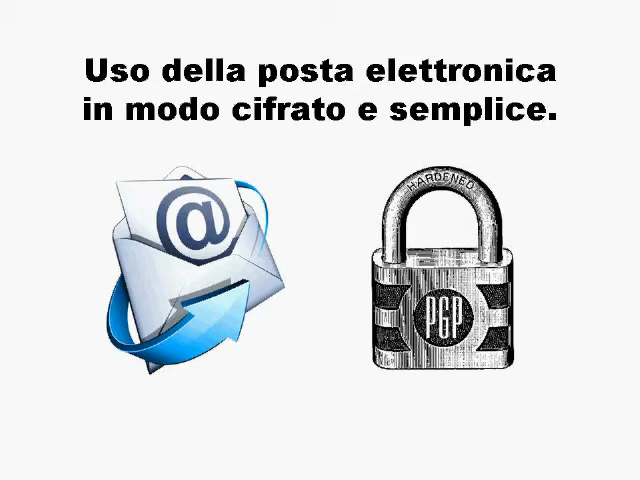 Uso della posta elettronica
in modo cifrato e semplice.
@
HARDENED
PGP